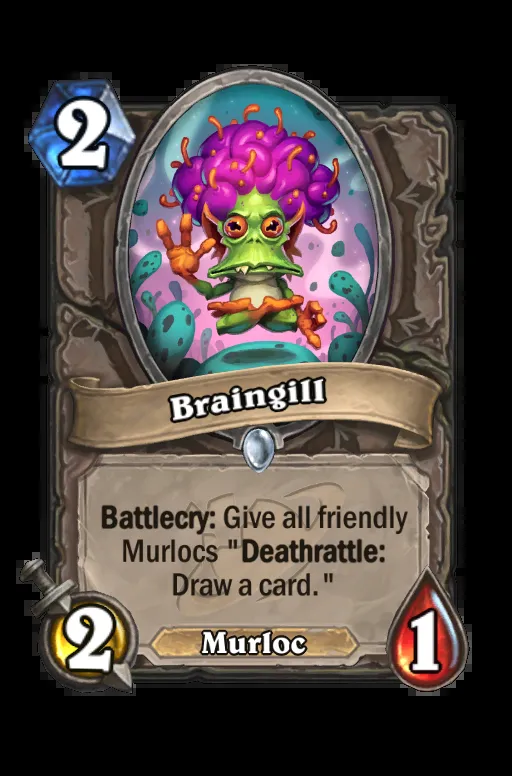 2
Braingill
Battlecry: Give all friendly
Murlocs "Deathrattle:
Draw a card."
2
Murloc
1